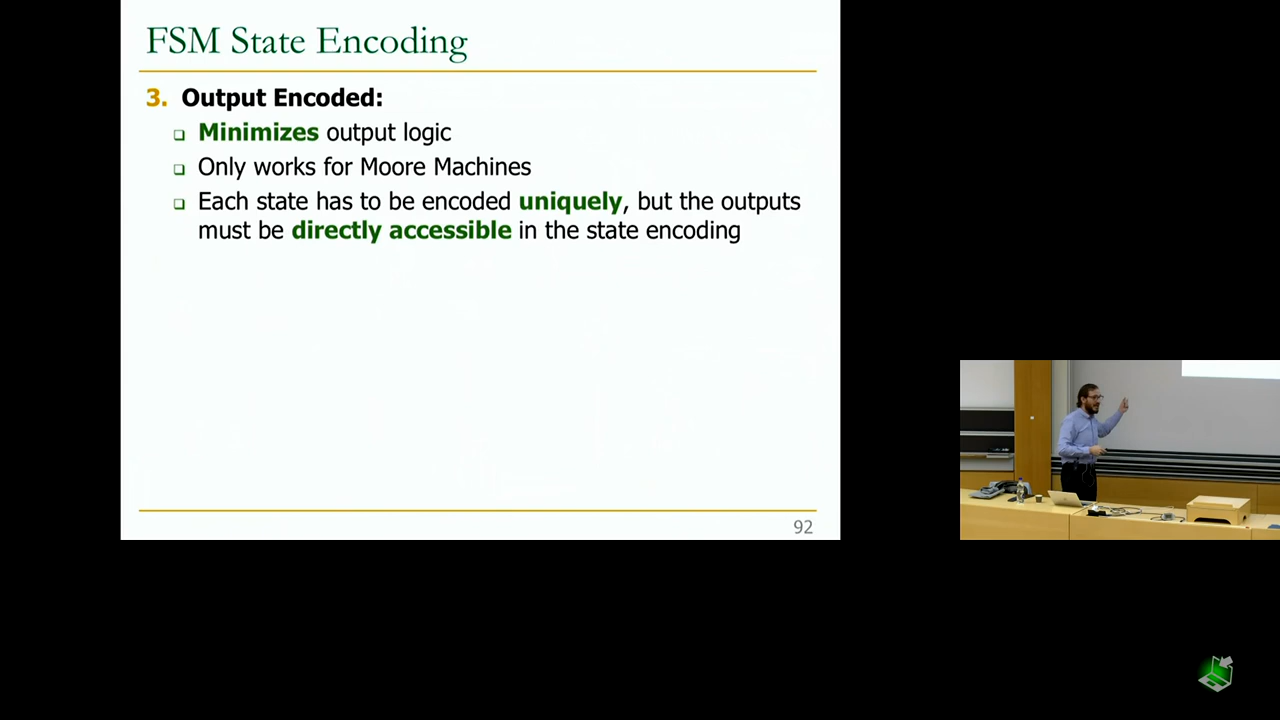 FSM State Encoding
3. Output Encoded:
Minimizes output logic
Only works for Moore Machines
Each state has to be encoded uniquely, but the outputs
must be directly accessible in the state encoding
92